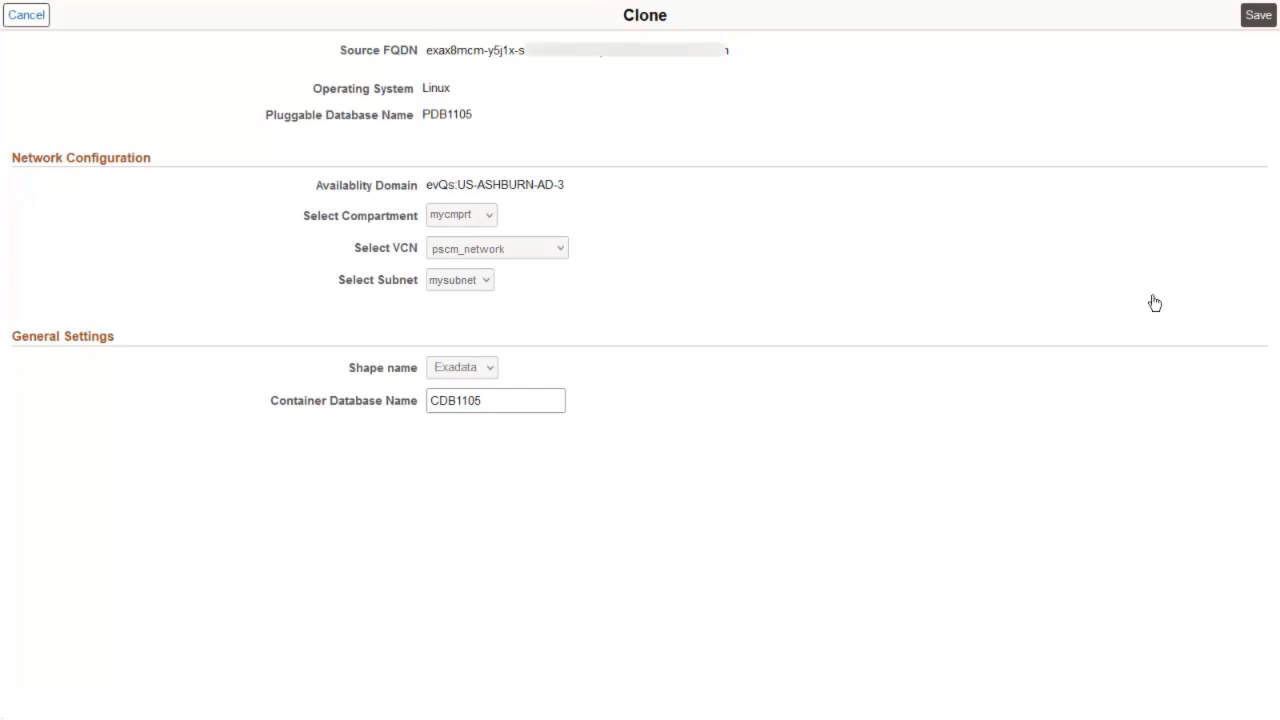 Cancel Clone Save
Source FQDN exax8mcm-y5j1x-s
Operating System Linux
Pluggable Database Name PDB1105
Network Configuration
Availablity Domain evQs:US-ASHBURN-AD-3
Select Compartment mycmprt
Select VCN pscm_network
Select Subnet mysubnet
General Settings
Shape name Exadata
Container Database Name CDB1105